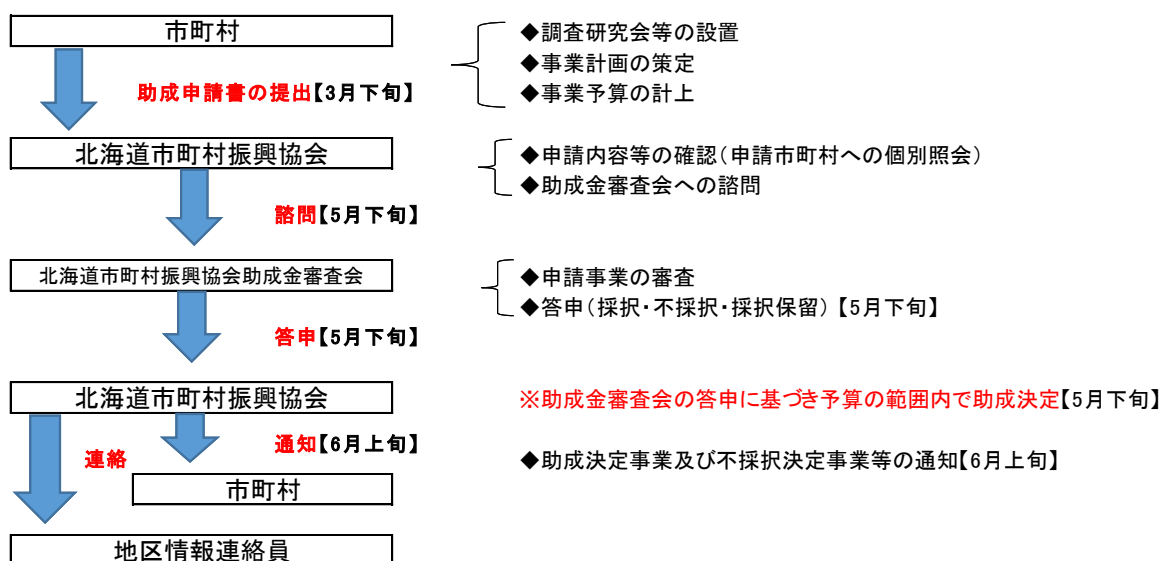 市町村
◆調査研究会等の設置
◆事業計画の策定
助成申請書の提出【3月下旬】
◆事業予算の計上
北海道市町村振興協会
◆申請内容等の確認(申請市町村への個別照会)
◆助成金審査会への諮問
諮問【5月下旬】
北海道市町村振興協会助成金審査会
◆申請事業の審査
◆答申(採択・不採択・採択保留)【5月下旬】
答申【5月下旬】
北海道市町村振興協会
※助成金審査会の答申に基づき予算の範囲内で助成決定【5月下旬】
通知【6月上旬】
連絡
◆助成決定事業及び不採択決定事業等の通知【6月上旬】
市町村
地区情報連絡員